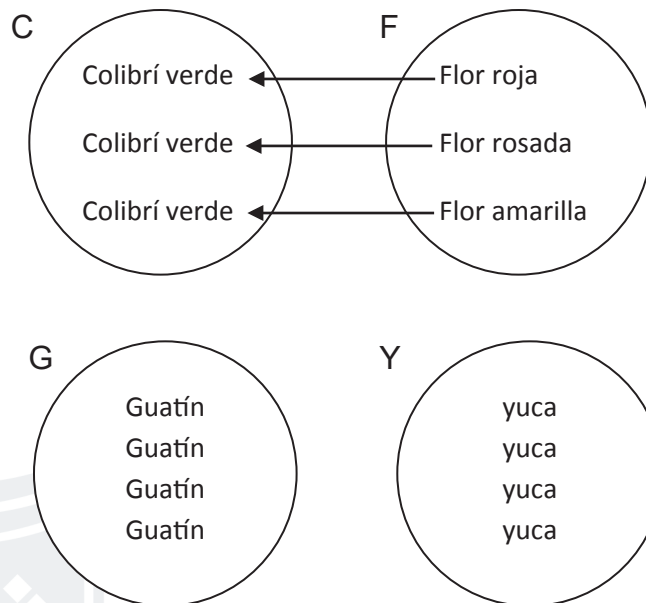 C F
Colibrí verde Flor roja
Colibrí verde Flor rosada
Colibrí verde Flor amarilla
G Y
Guatín yuca
Guatín yuca
Guatín yuca
Guatín yuca